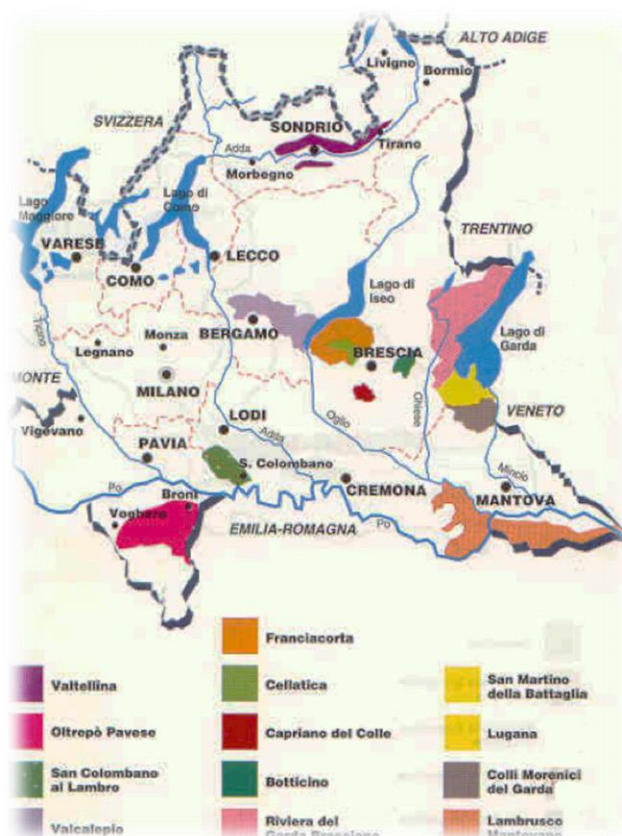 ALTO ADIGE
Livigno
Bormio
SVIZZERA
SONDRIO
Tirano
Adda
Morbegno
Lago
Maggiore
Lago di
Como
TRENTINO
VARESE
COMO
LECCO
Lago di
Iseo
Lago di
Garda
Ticino
BERGAMO
Monza
Legnano
BRESCIA
MILANO
MONTE
VENETO
Vigevano
LODI
Adda
Oglio
Chiese
PAVIA
S. Colombano
Mincio
CREMONA
MANTOVA
Po
Broni
Voghera
EMILIA-ROMAGNA
Po
Franciacorta
Valtellina
Cellatica
San Martino
della Battaglia
Oltrepò Pavese
Capriano del Colle
Lugana
San Colombano
al Lambro
Botticino
Colli Morenici
del Garda
Valcalepio
Riviera del
Garda Bresciano
Lambrusco
Mantovano